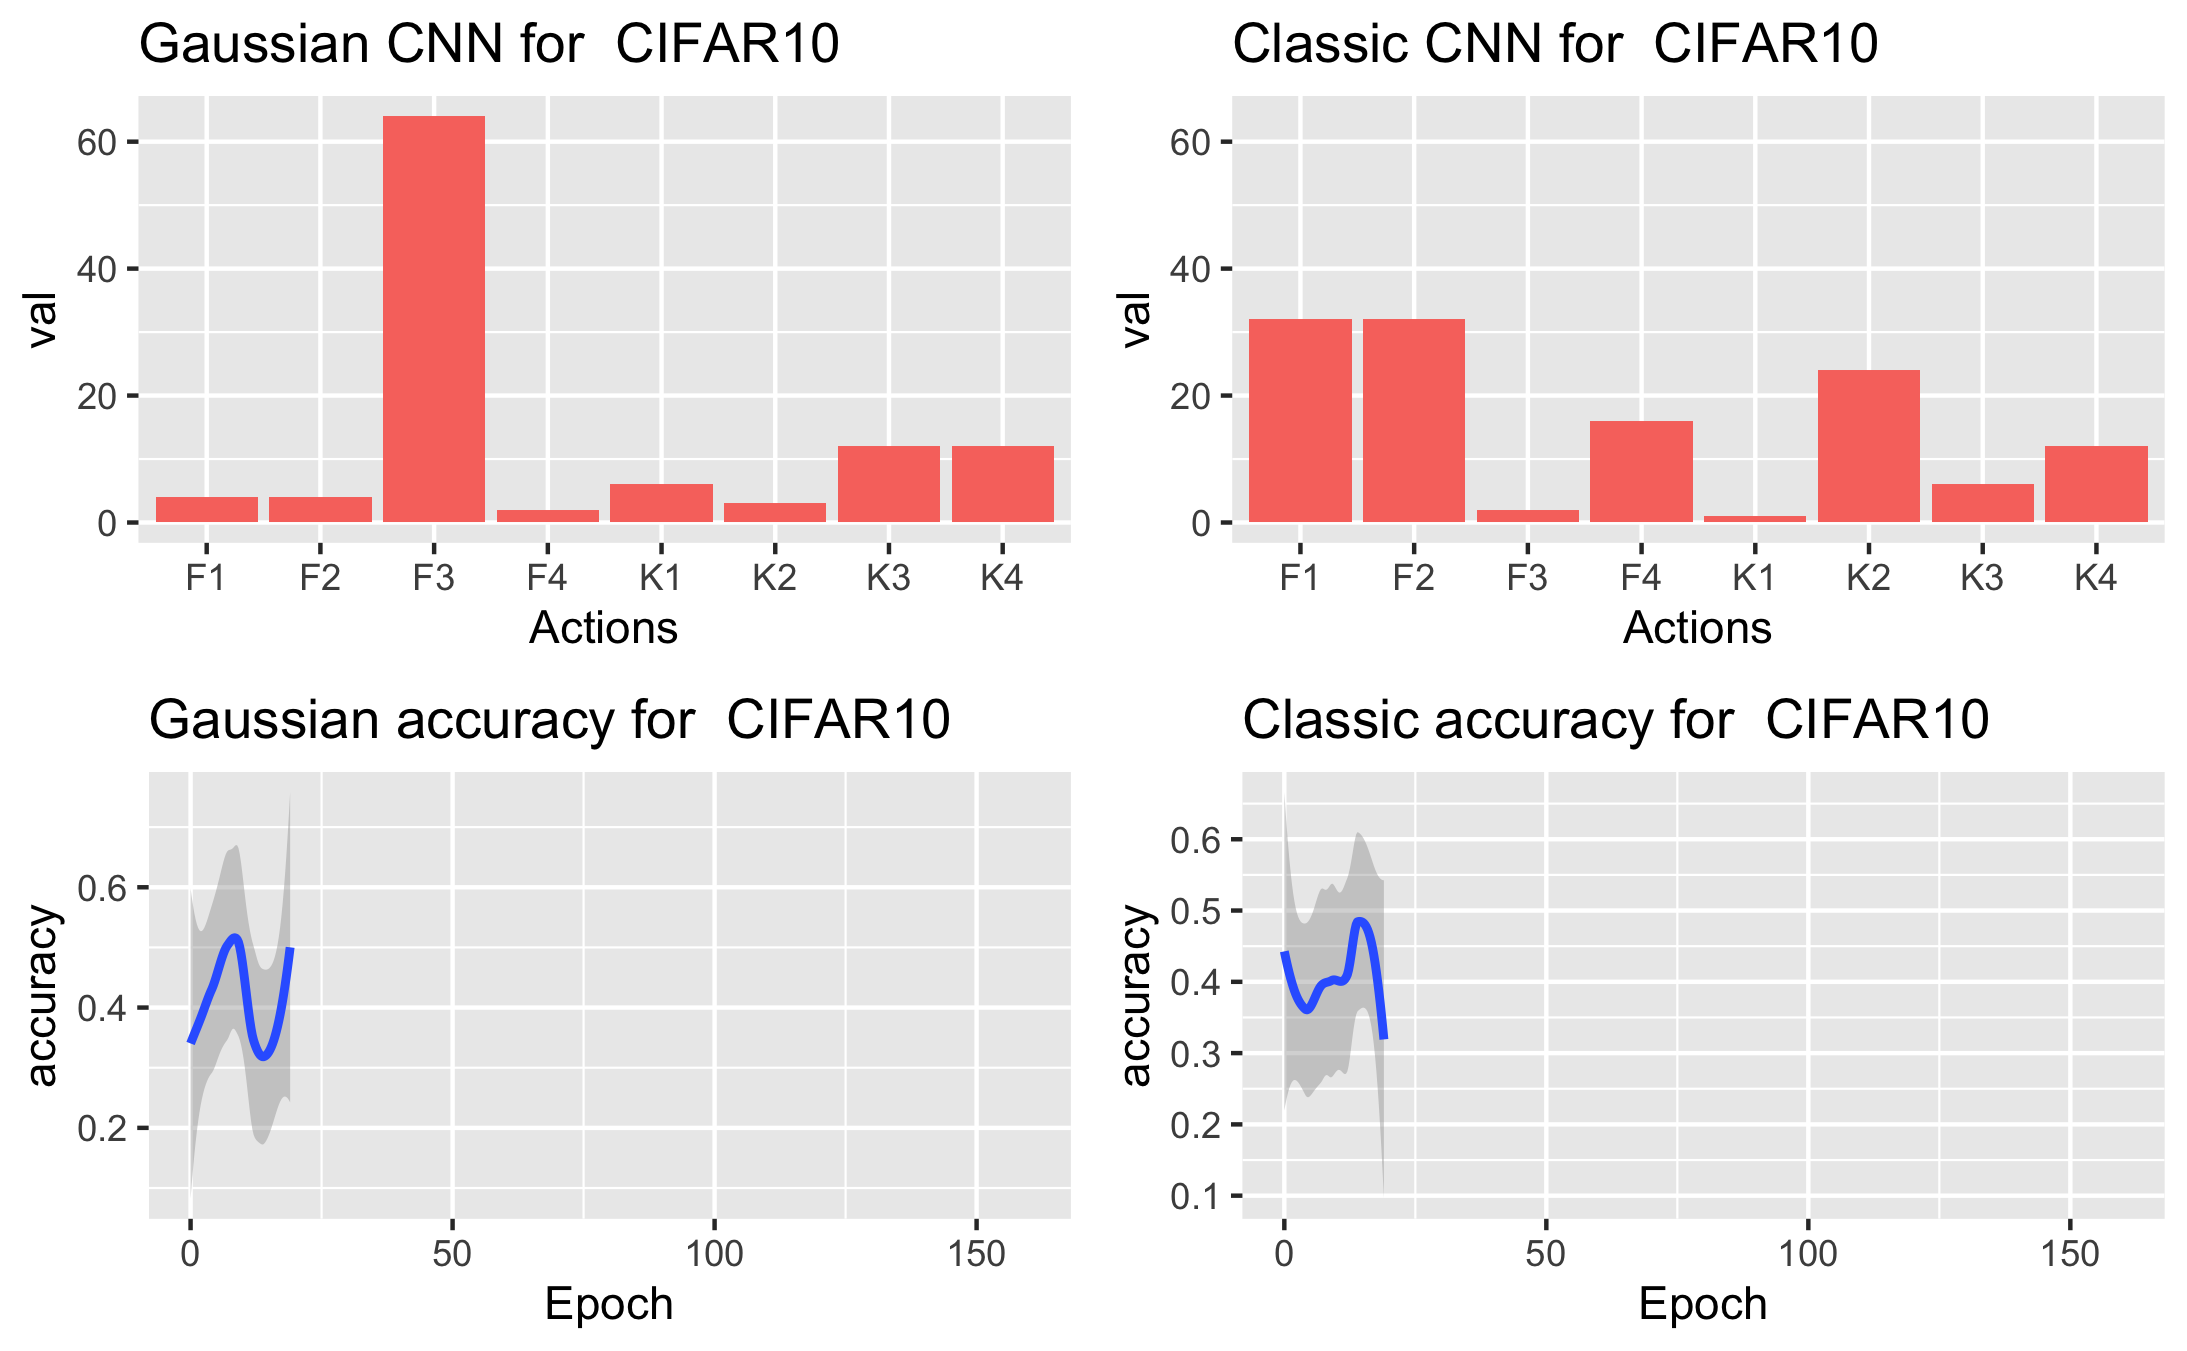 Gaussian CNN for  CIFAR10
val
60
40
20
0
F1 F2 F3 F4 K1 K2 K3 K4
Actions
Classic CNN for  CIFAR10
val
60
40
20
0
F1 F2 F3 F4 K1 K2 K3 K4
Actions
Gaussian accuracy for  CIFAR10
accuracy
0.6
0.4
0.2
0 50 100 150
Epoch
Classic accuracy for  CIFAR10
accuracy
0.6
0.5
0.4
0.3
0.2
0.1
0 50 100 150
Epoch